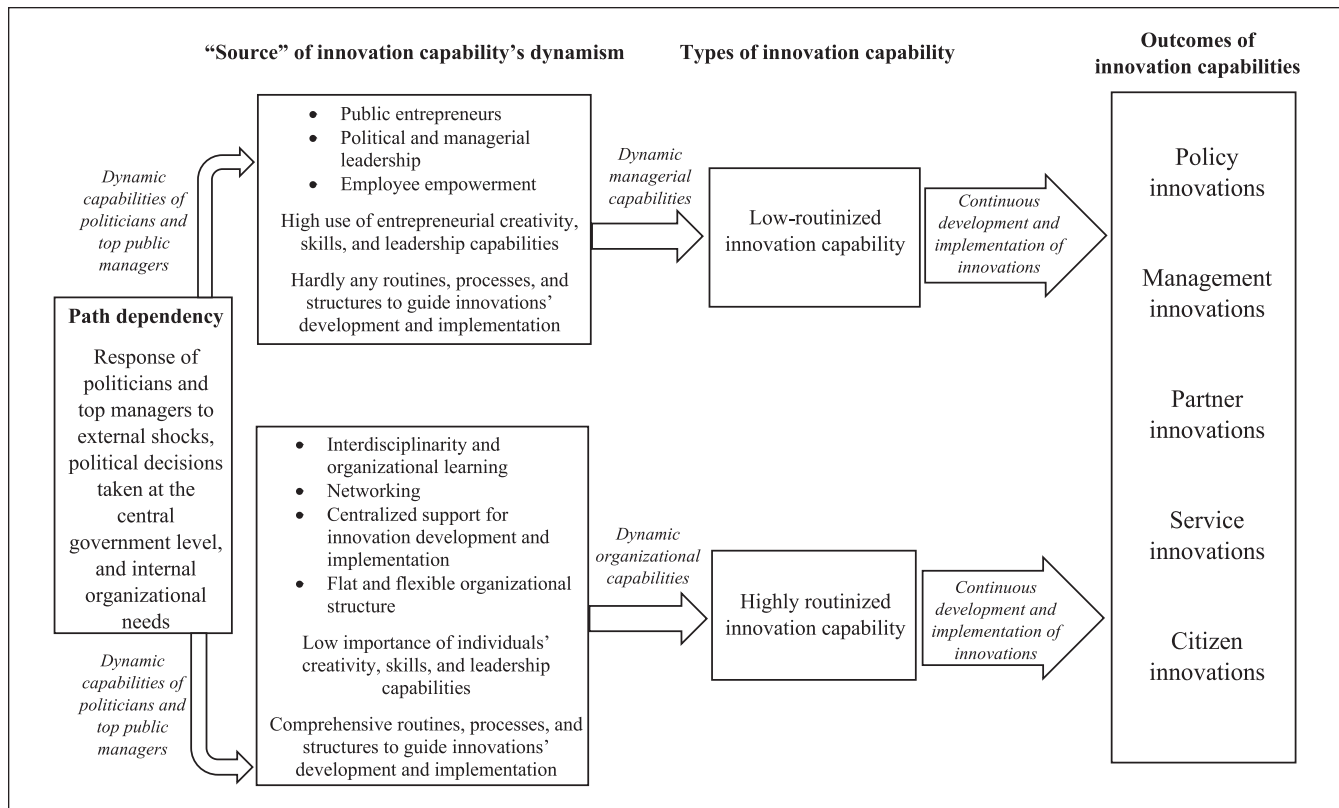 “Source” of innovation capability’s dynamism
Types of innovation capability
Outcomes of
innovation capabilities
Dynamic
capabilities of
politicians and
top public
managers
• Public entrepreneurs
• Political and managerial
leadership
• Employee empowerment
High use of entrepreneurial creativity,
skills, and leadership capabilities
Hardly any routines, processes, and
structures to guide innovations’
development and implementation
Dynamic
managerial
capabilities
Low-routinized
innovation capability
Continuous
development and
implementation of
innovations
Path dependency
Response of
politicians and
top managers to
external shocks,
political decisions
taken at the
central
government level,
and internal
organizational
needs
Dynamic
capabilities of
politicians and
top public
managers
• Interdisciplinarity and
organizational learning
• Networking
• Centralized support for
innovation development and
implementation
• Flat and flexible organizational
structure
Low importance of individuals’
creativity, skills, and leadership
capabilities
Comprehensive routines, processes, and
structures to guide innovations’
development and implementation
Dynamic
organizational
capabilities
Highly routinized
innovation capability
Continuous
development and
implementation of
innovations
Policy
innovations
Management
innovations
Partner
innovations
Service
innovations
Citizen
innovations